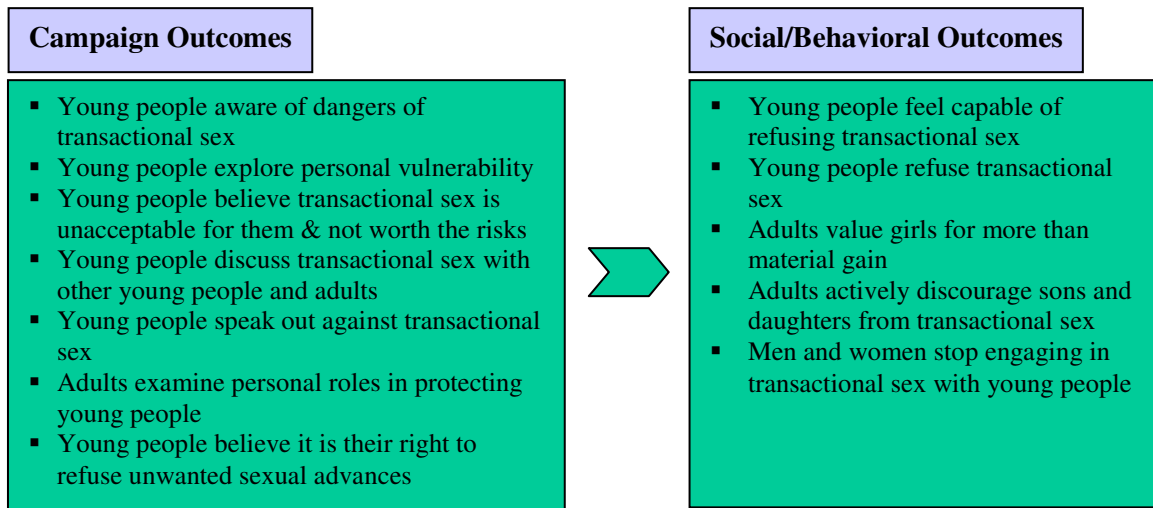 Campaign Outcomes
▪ Young people aware of dangers of
transactional sex
▪ Young people explore personal vulnerability
▪ Young people believe transactional sex is
unacceptable for them & not worth the risks
▪ Young people discuss transactional sex with
other young people and adults
▪ Young people speak out against transactional
sex
▪ Adults examine personal roles in protecting
young people
▪ Young people believe it is their right to
refuse unwanted sexual advances
Social/Behavioral Outcomes
▪ Young people feel capable of
refusing transactional sex
▪ Young people refuse transactional
sex
▪ Adults value girls for more than
material gain
▪ Adults actively discourage sons and
daughters from transactional sex
▪ Men and women stop engaging in
transactional sex with young people